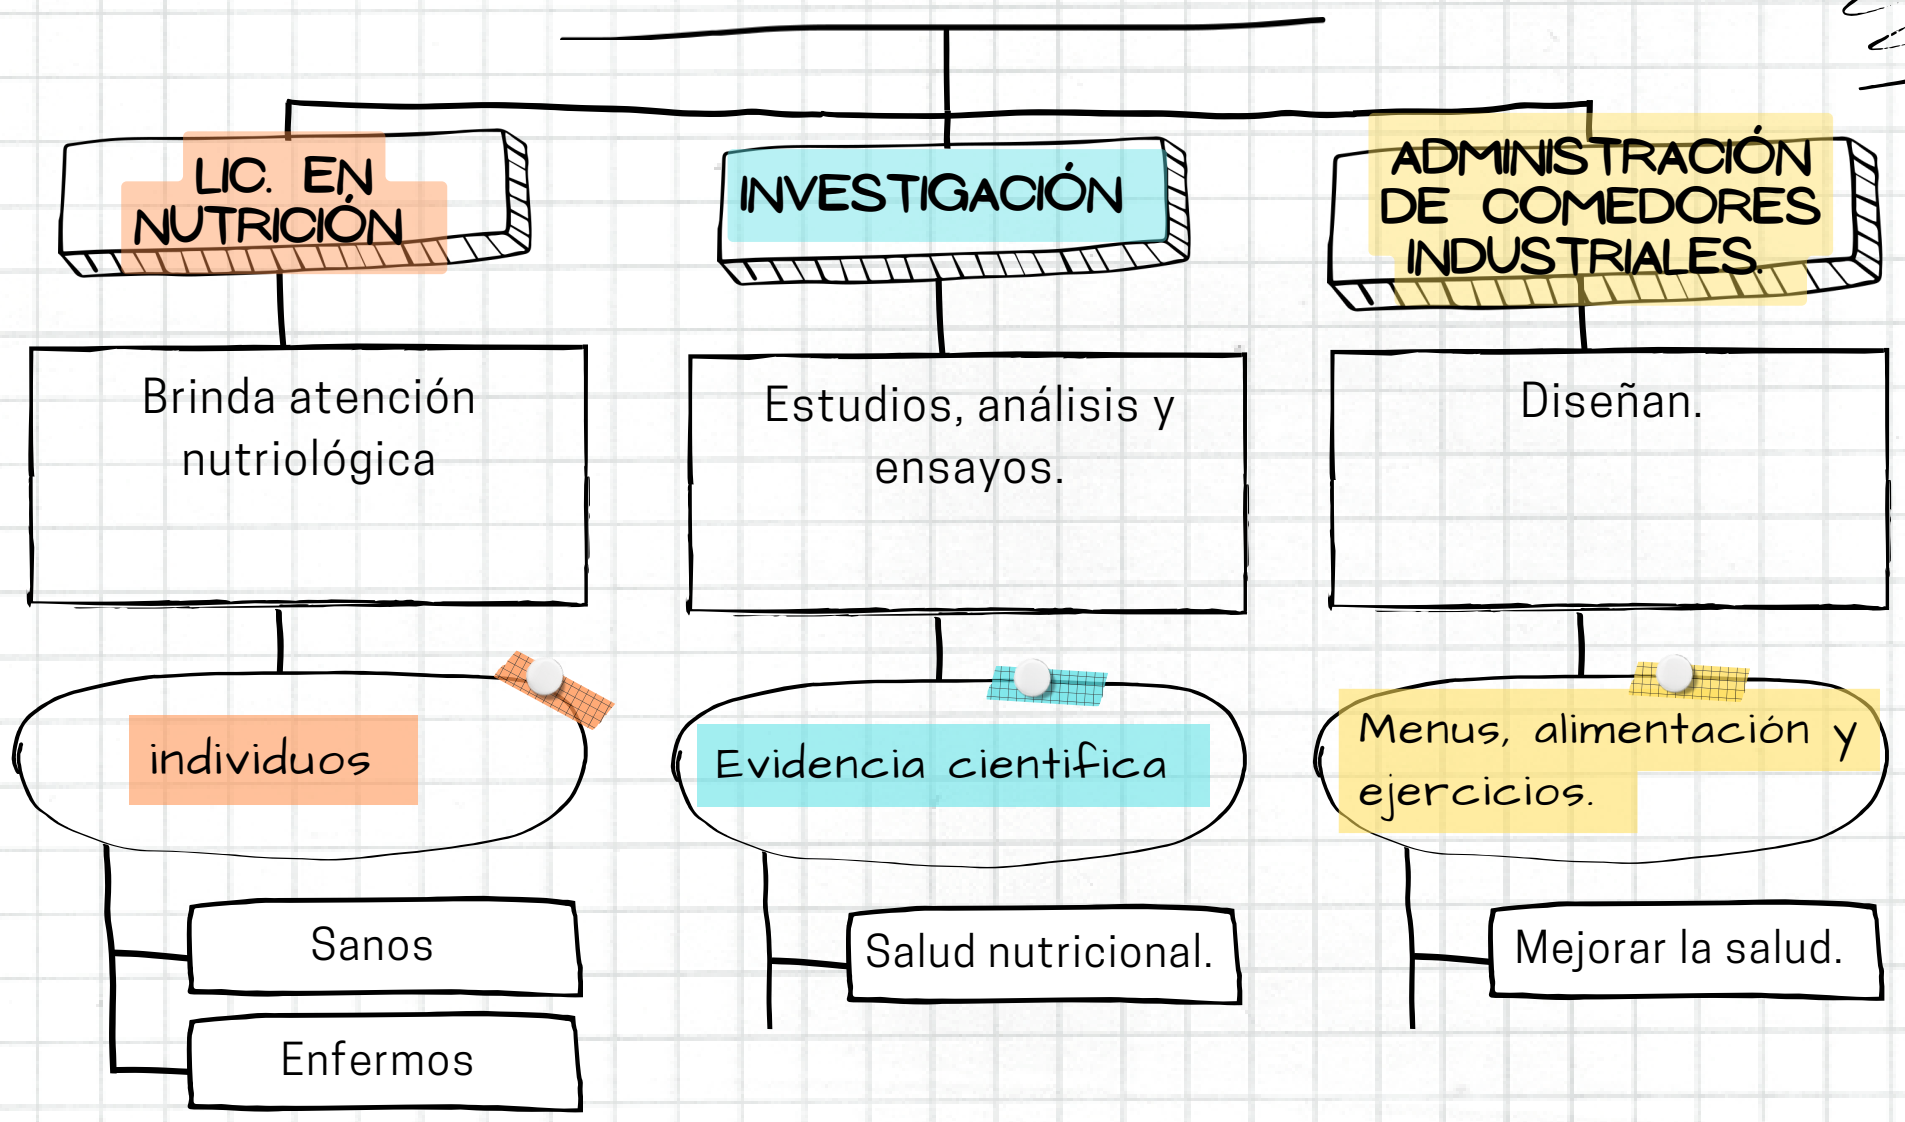 LIC. EN
NUTRICIÓN
Brinda atención
nutriológica
individuos
Sanos
Enfermos
INVESTIGACIÓN
Estudios, análisis y
ensayos.
Evidencia cientifica
Salud nutricional.
ADMINISTRACIÓN
DE COMEDORES
INDUSTRIALES.
Diseñan.
Menus, alimentación y
ejercicios.
Mejorar la salud.